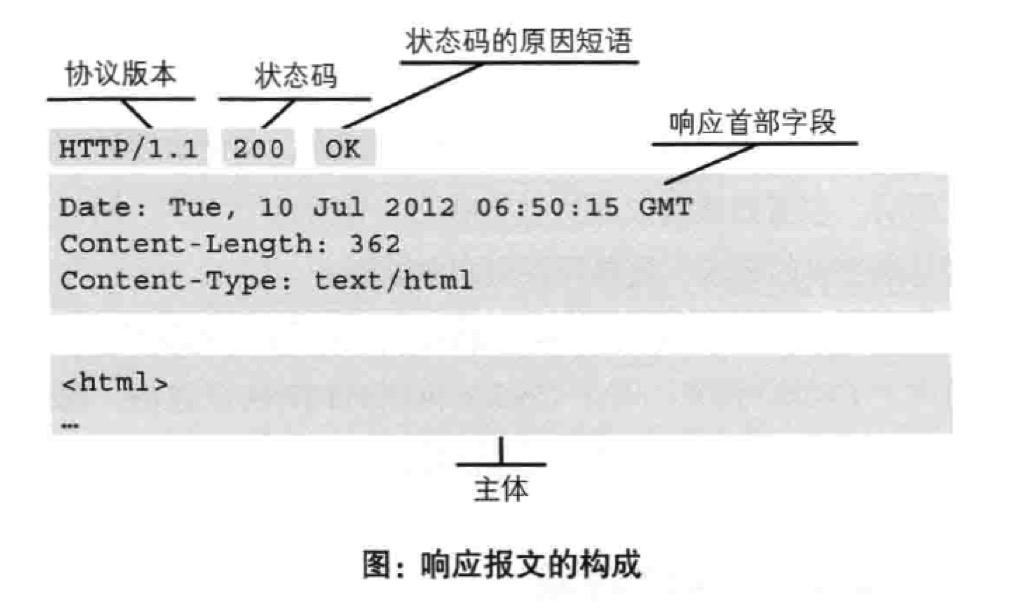 状态码的原因短语
协议版本 状态码
响应首部字段
HTTP/1.1 200 OK
Date: Tue, 10 Jul 2012 06:50:15 GMT
Content-Length: 362
Content-Type: text/html
<html>
…
主体
图：响应报文的构成